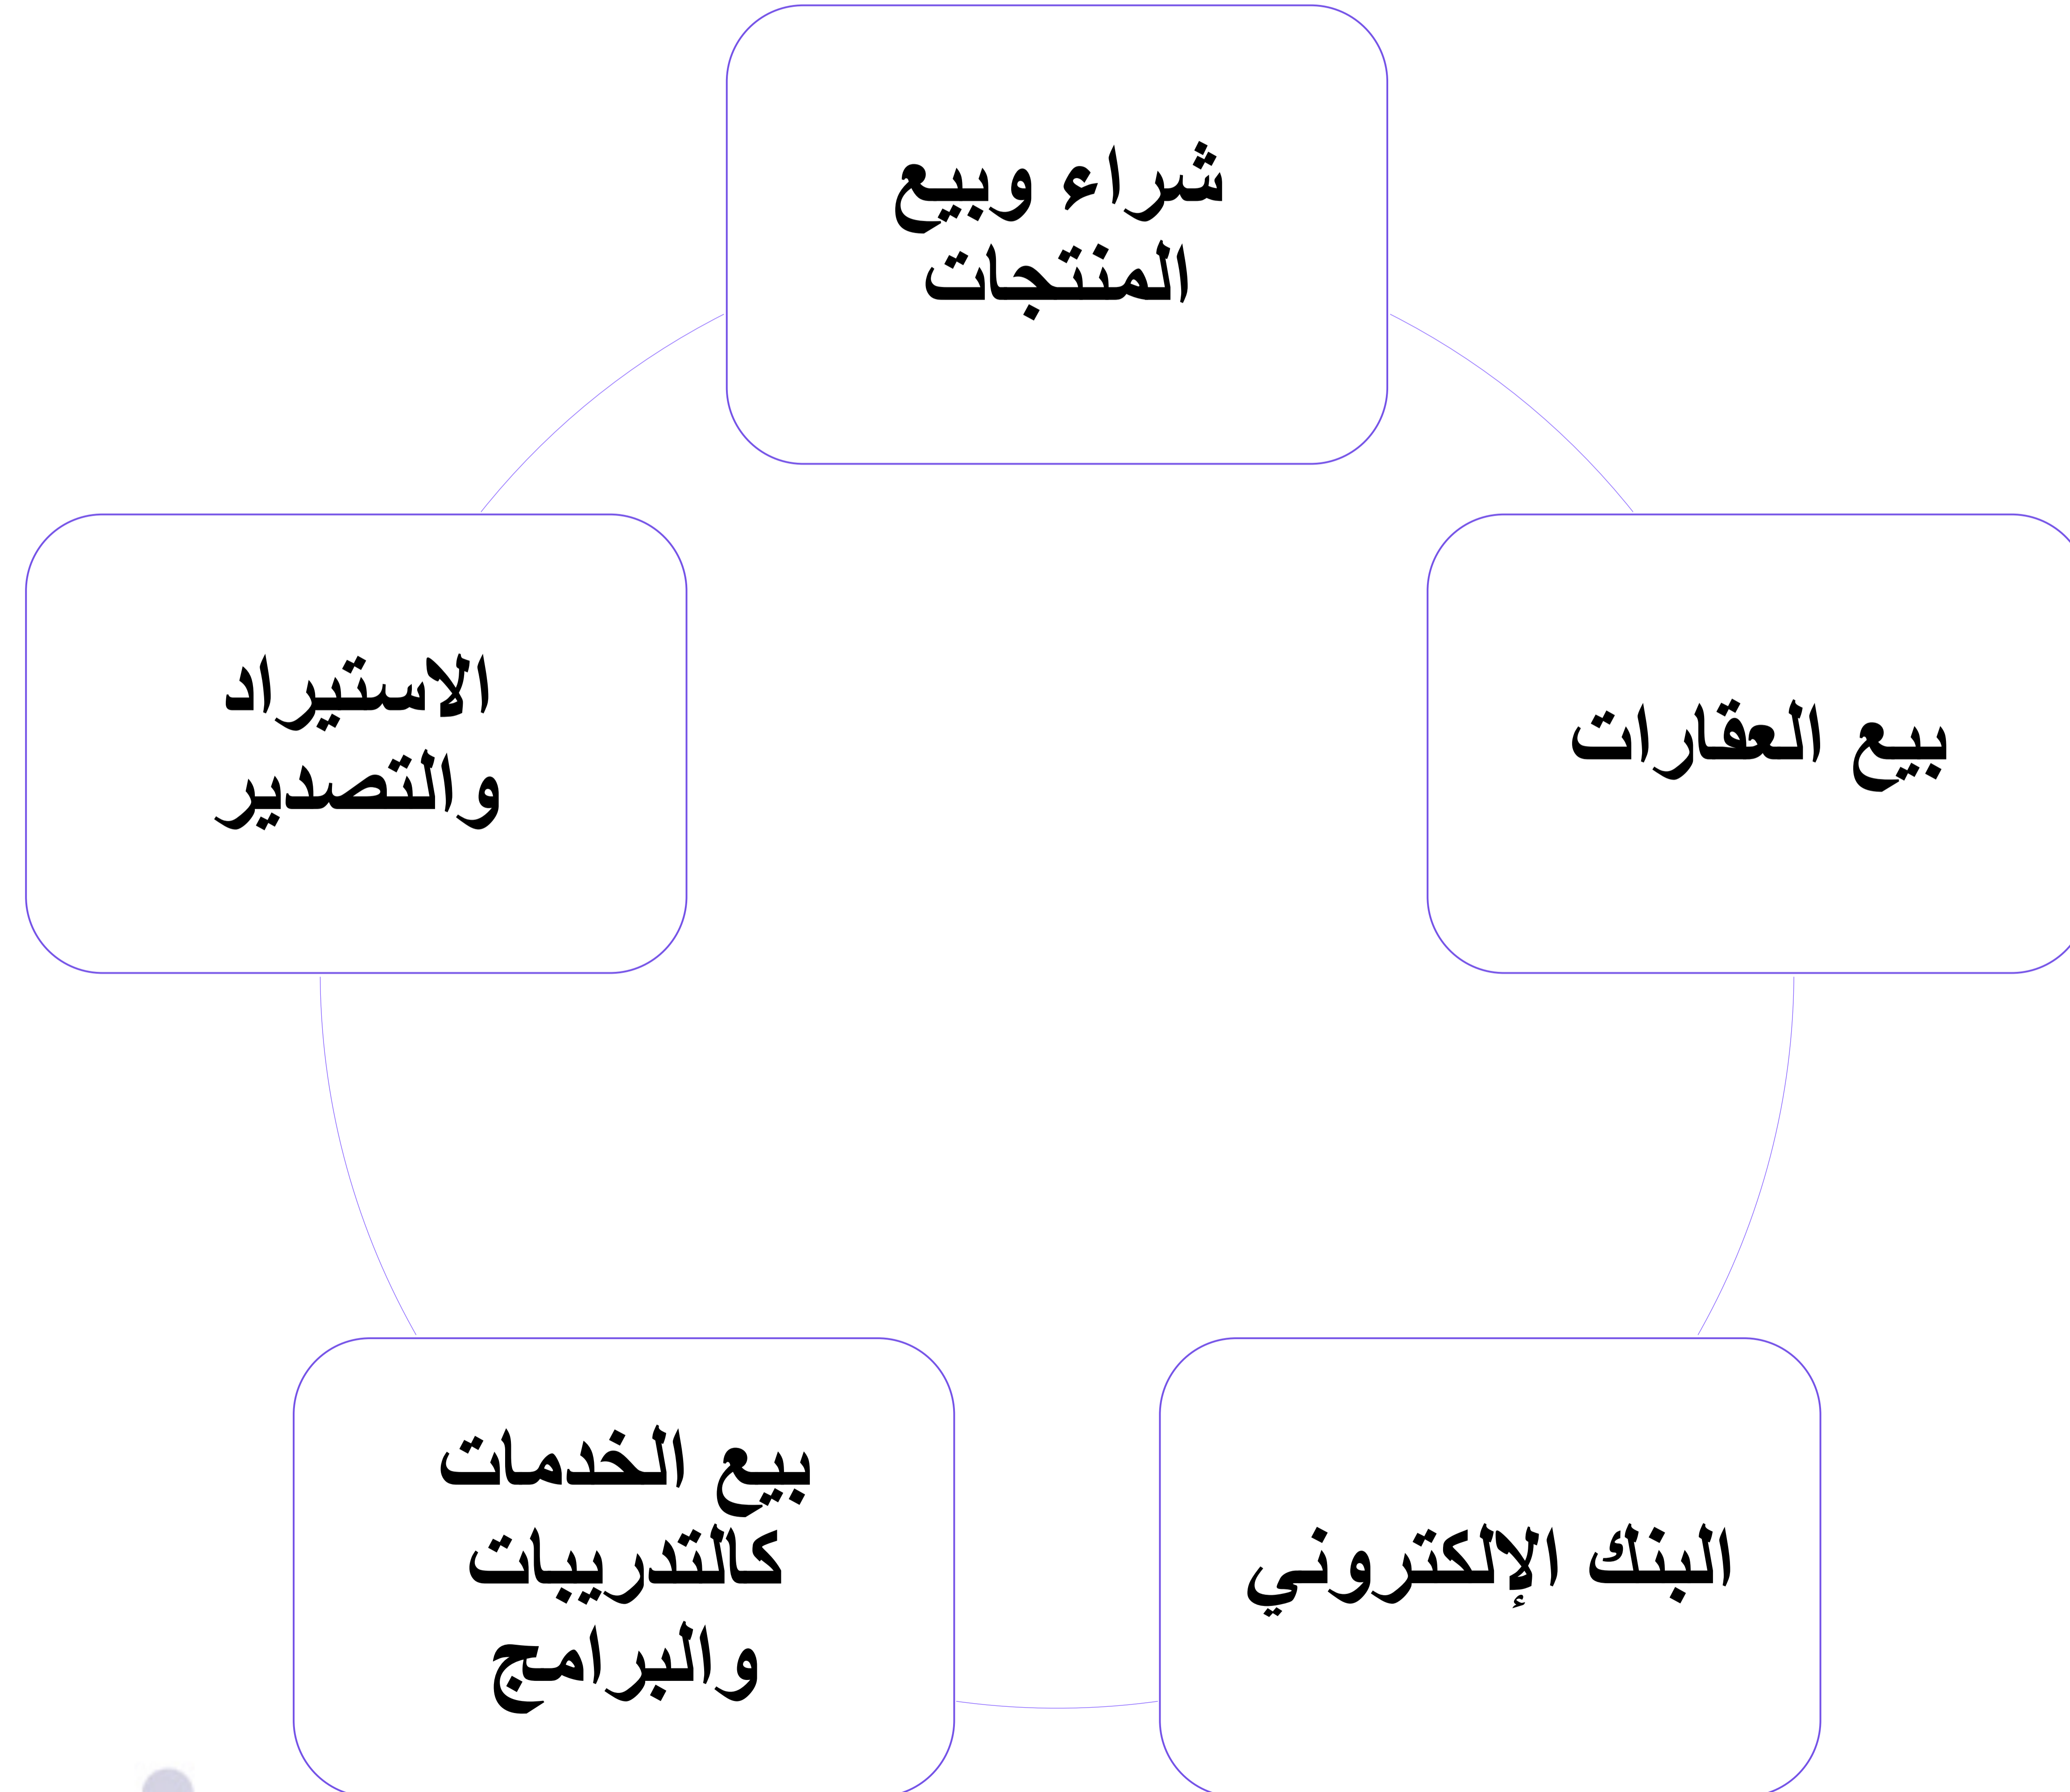 شراء وبيع
المنتجات
بيع العقارات
الاستيراد
والتصدير
البنك الإلكتروني
بيع الخدمات
كالتدريبات
والبرامج